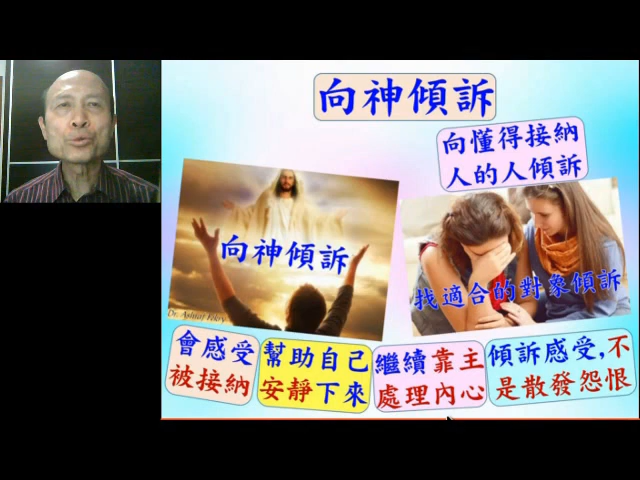 向神傾訴
向懂得接納
人的人傾訴
向神傾訴
找適合的對象傾訴
Dr. Ashraf Fekry
會感受
被接納
幫助自己
安靜下來
繼續靠主
處理內心
傾訴感受,不
是散發怨恨